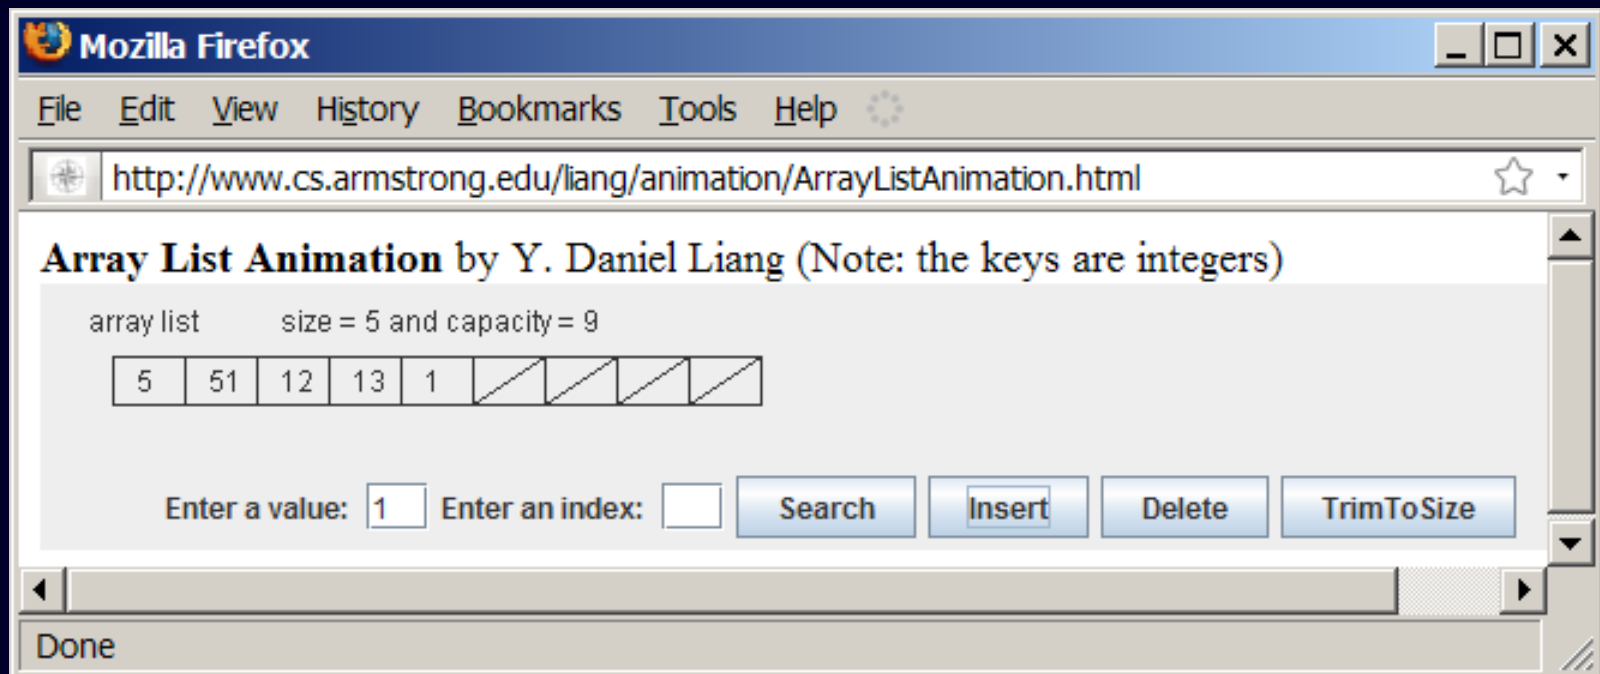 Mozilla Firefox
File Edit View History Bookmarks Tools Help
http://www.cs.armstrong.edu/liang/animation/ArrayListAnimation.html
Array List Animation by Y. Daniel Liang (Note: the keys are integers)
array list size = 5 and capacity = 9
5 51 12 13 1
Enter a value: 1 Enter an index: Search Insert Delete TrimToSize
Done